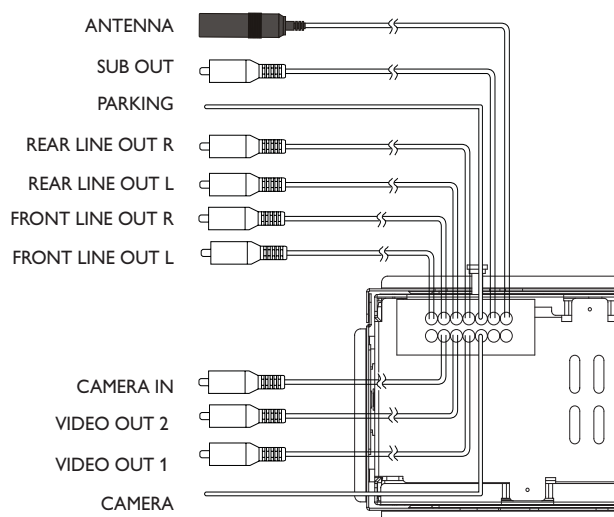 ANTENNA
SUB OUT
PARKING
REAR LINE OUT R
REAR LINE OUT L
FRONT LINE OUT R
FRONT LINE OUT L
CAMERA IN
VIDEO OUT 2
VIDEO OUT 1
CAMERA